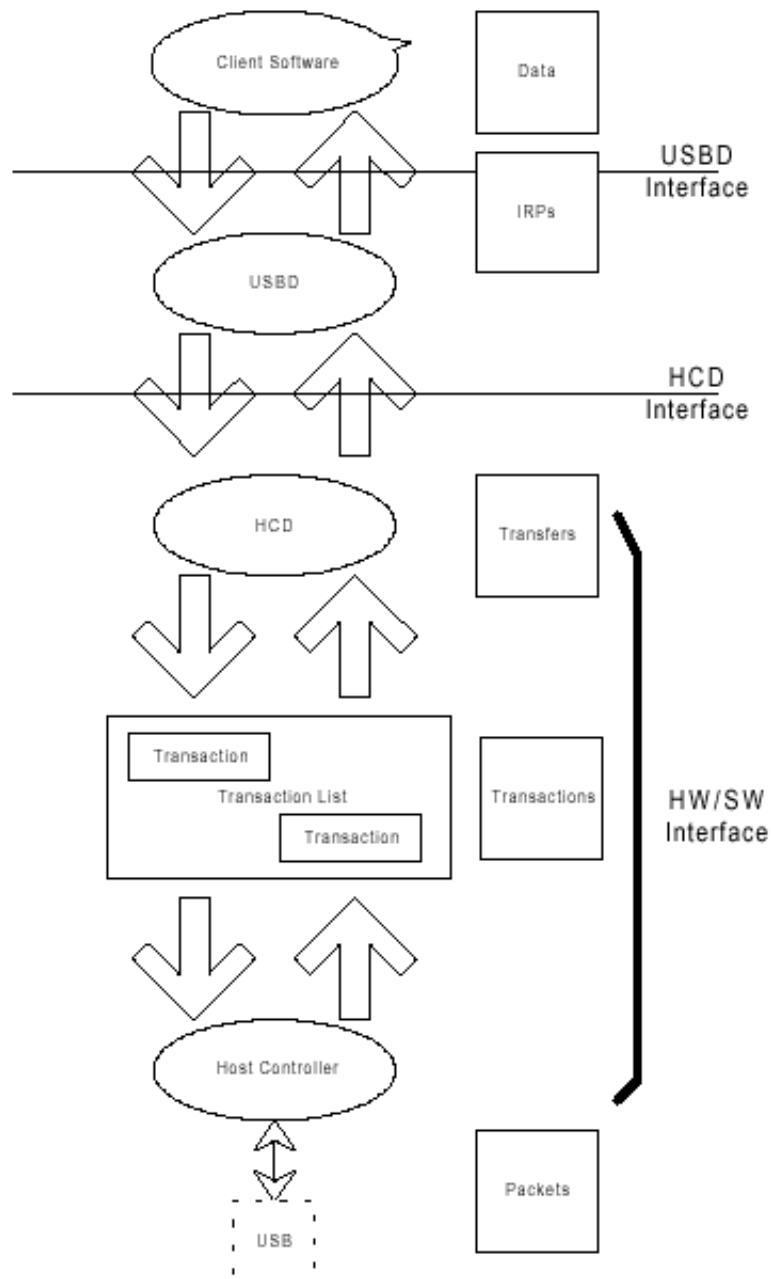 Client Software
Data
USBD
Interface
IRPs
USBD
HCD
Interface
HCD
Transfers
Transaction
Transaction List
Transaction
Transactions
HW/SW
Interface
Host Controller
Packets
USB